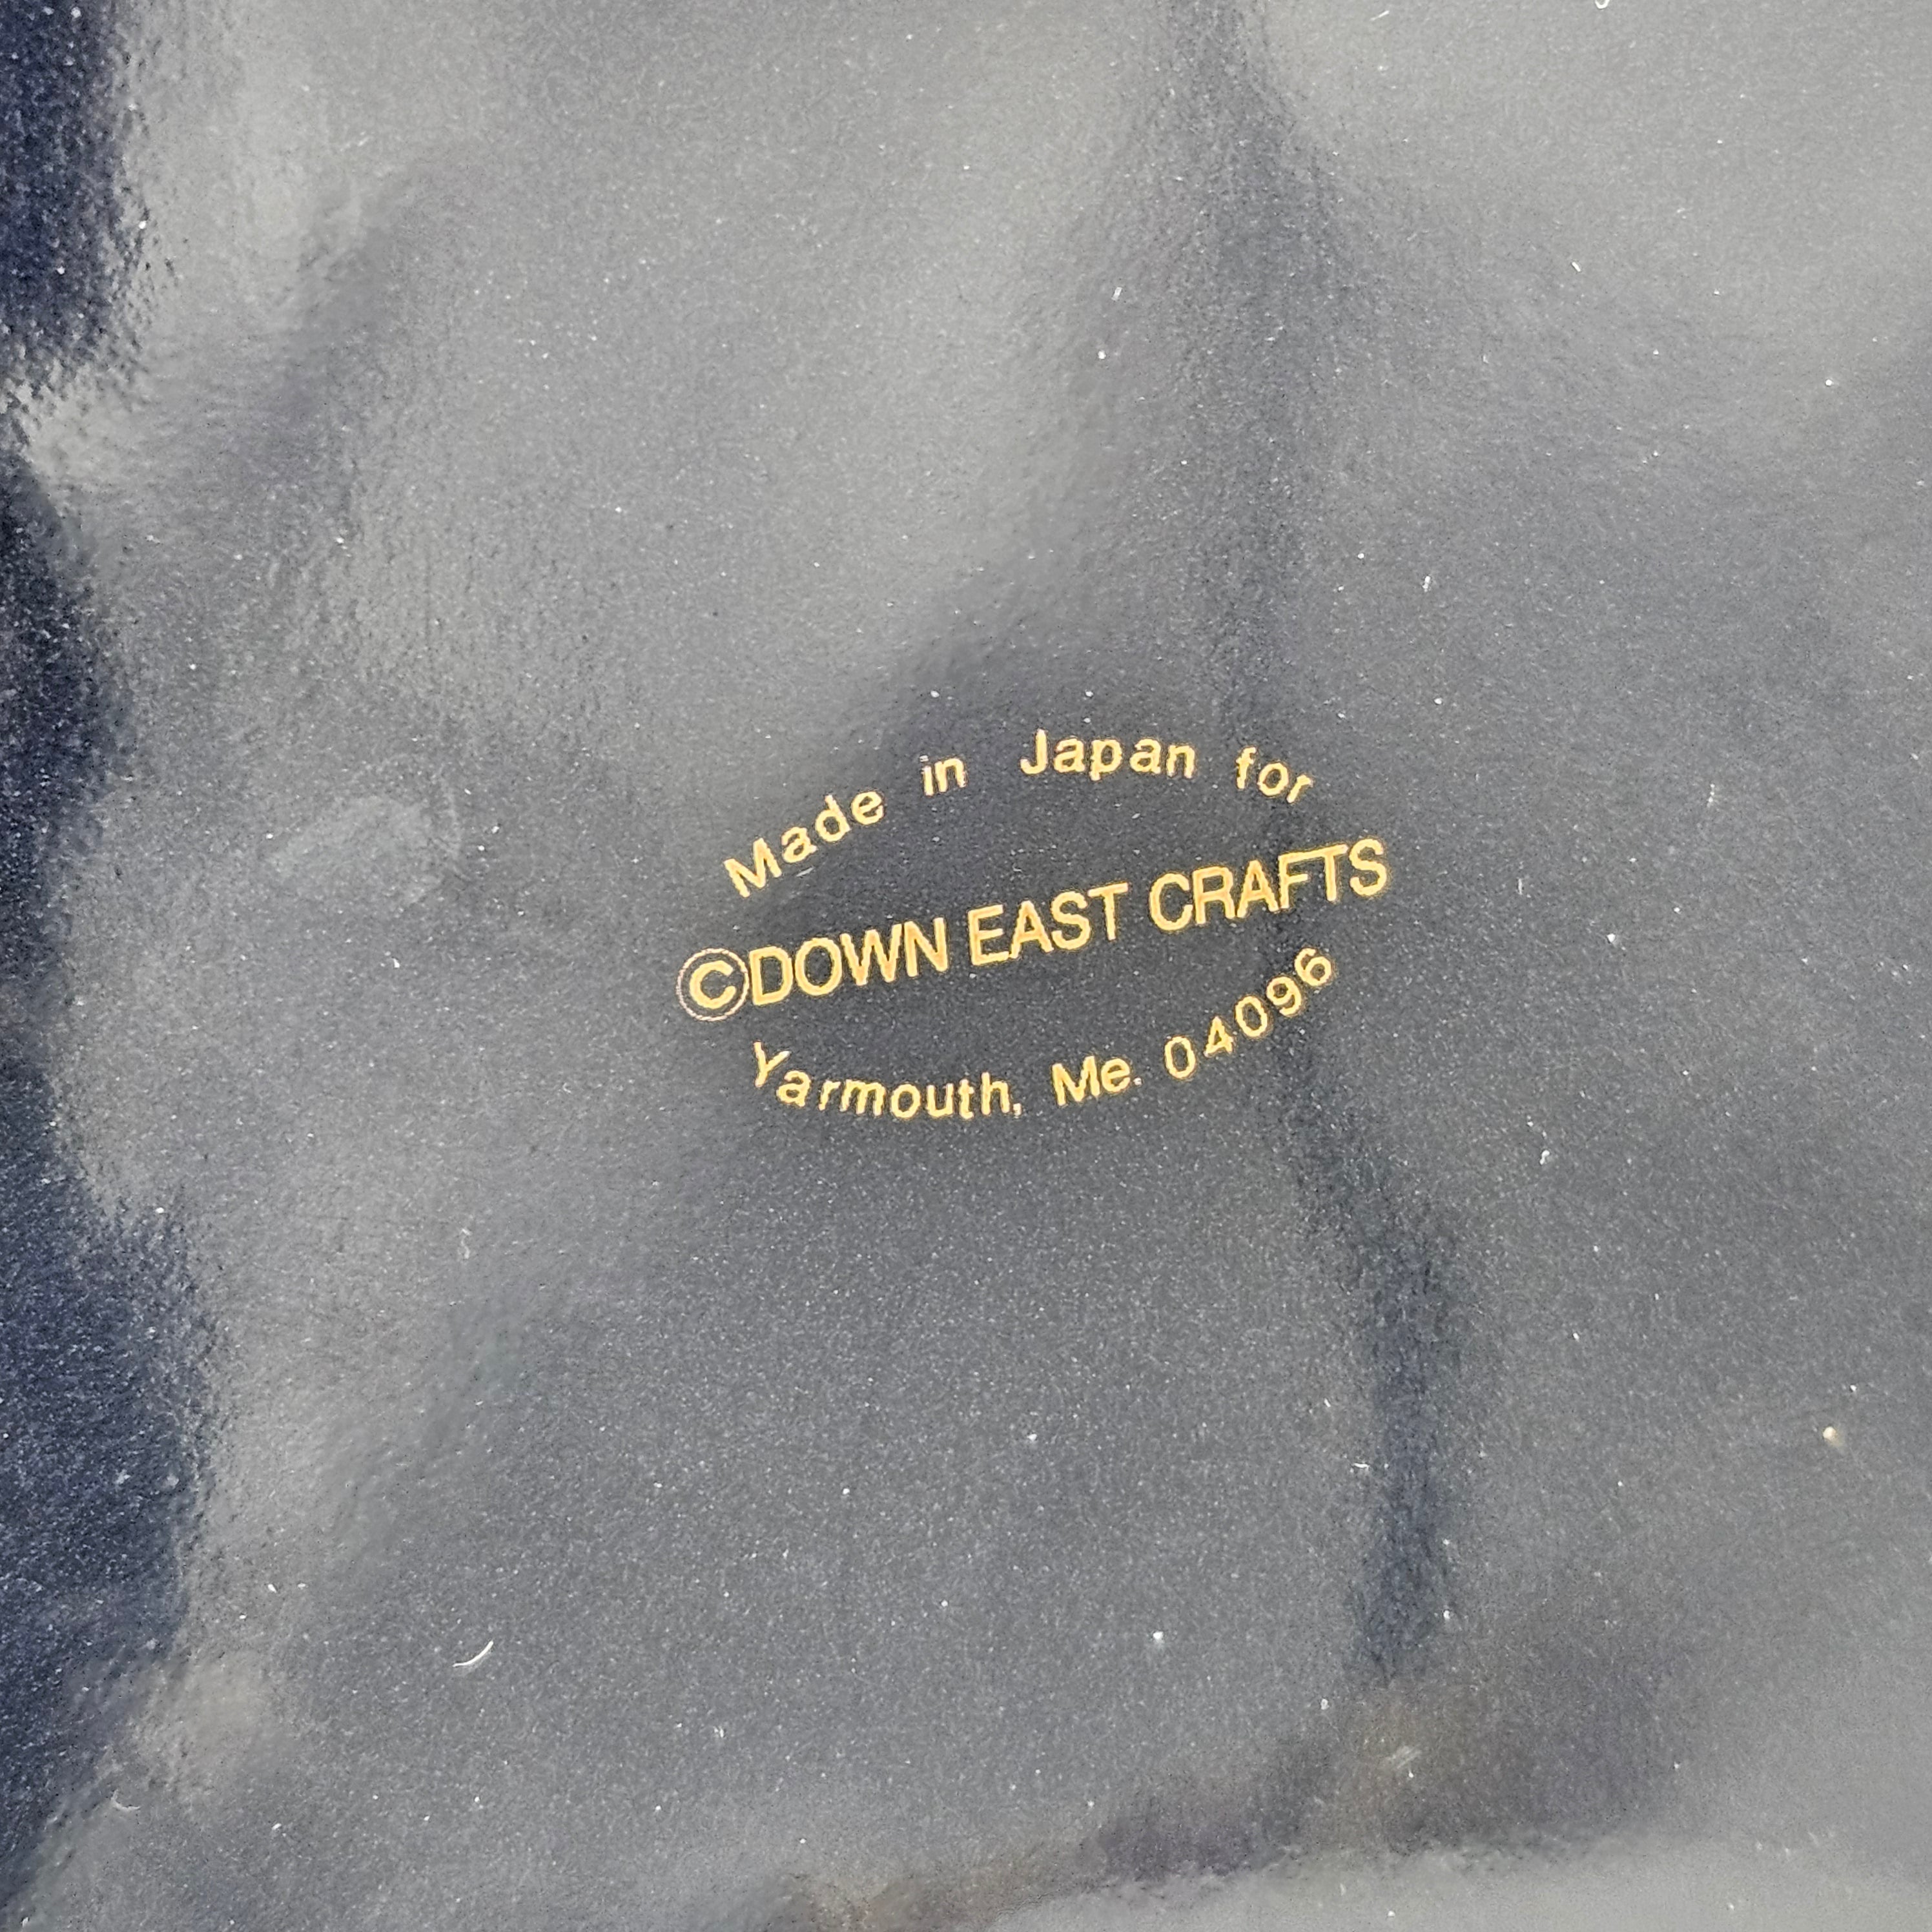 Made in Japan for
©DOWN EAST CRAFTS
Yarmouth, Me. 04096